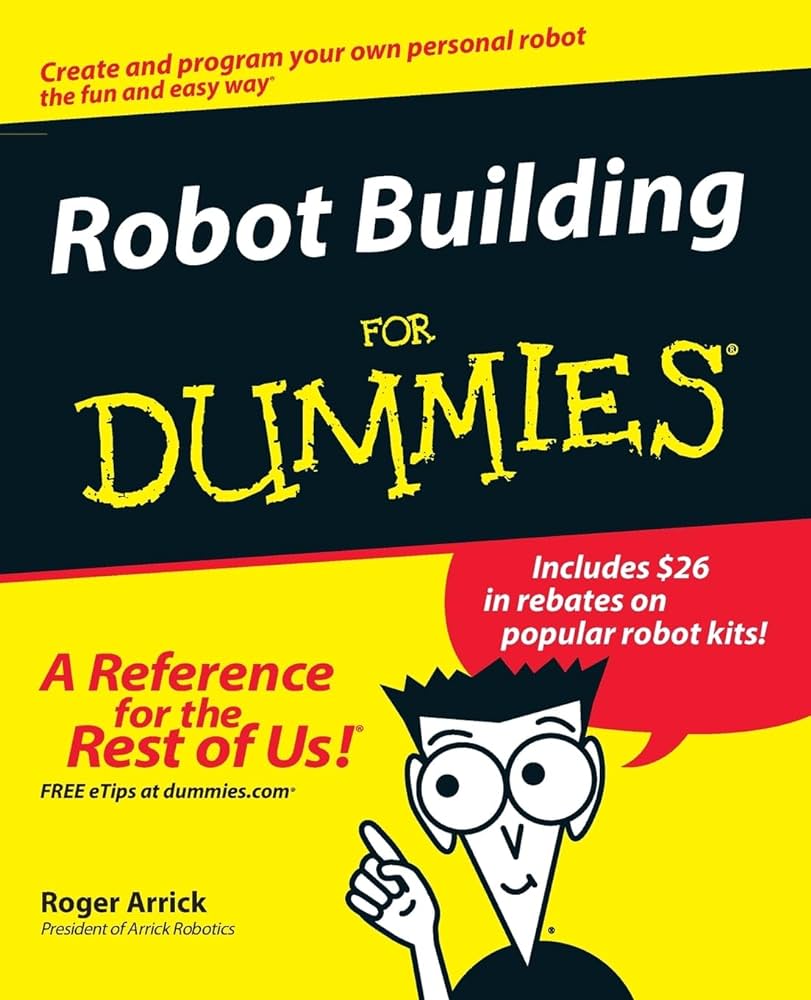 Create and program your own personal robot
the fun and easy way®
Robot Building
FOR
DUMMIES®
Includes $26
in rebates on
popular robot kits!
A Reference
for the
Rest of Us!®
FREE eTips at dummies.com®
Roger Arrick
President of Arrick Robotics
®